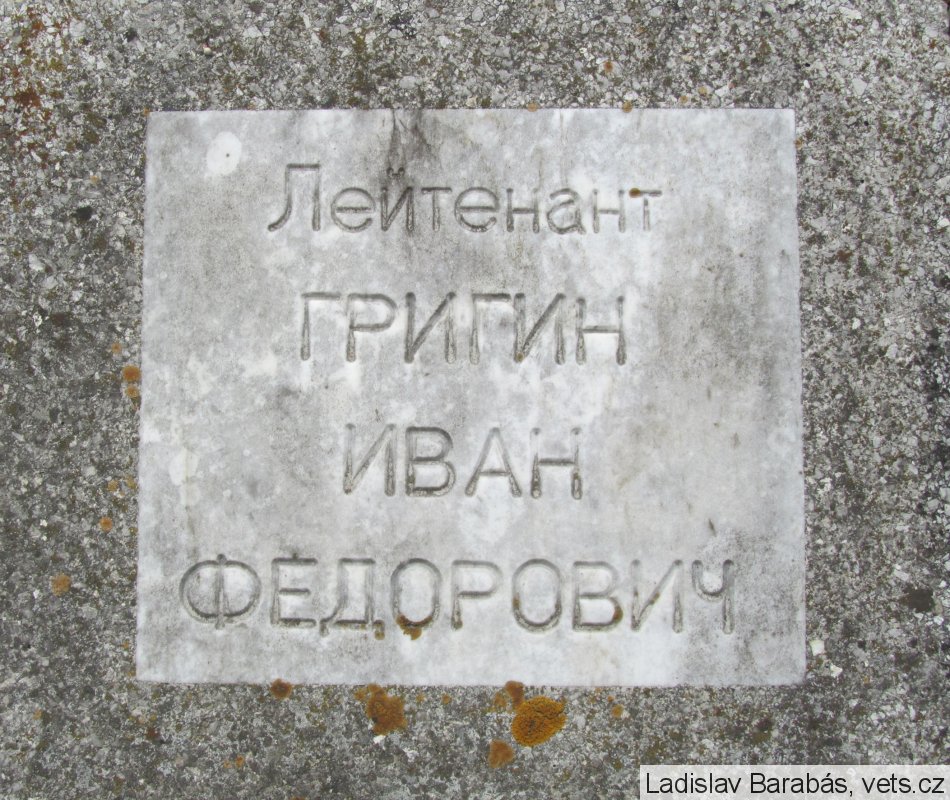 Лейтенант
ГРИГИН
ИВАН
ФЕДОРОВИЧ
Ladislav Barabás, vets.cz